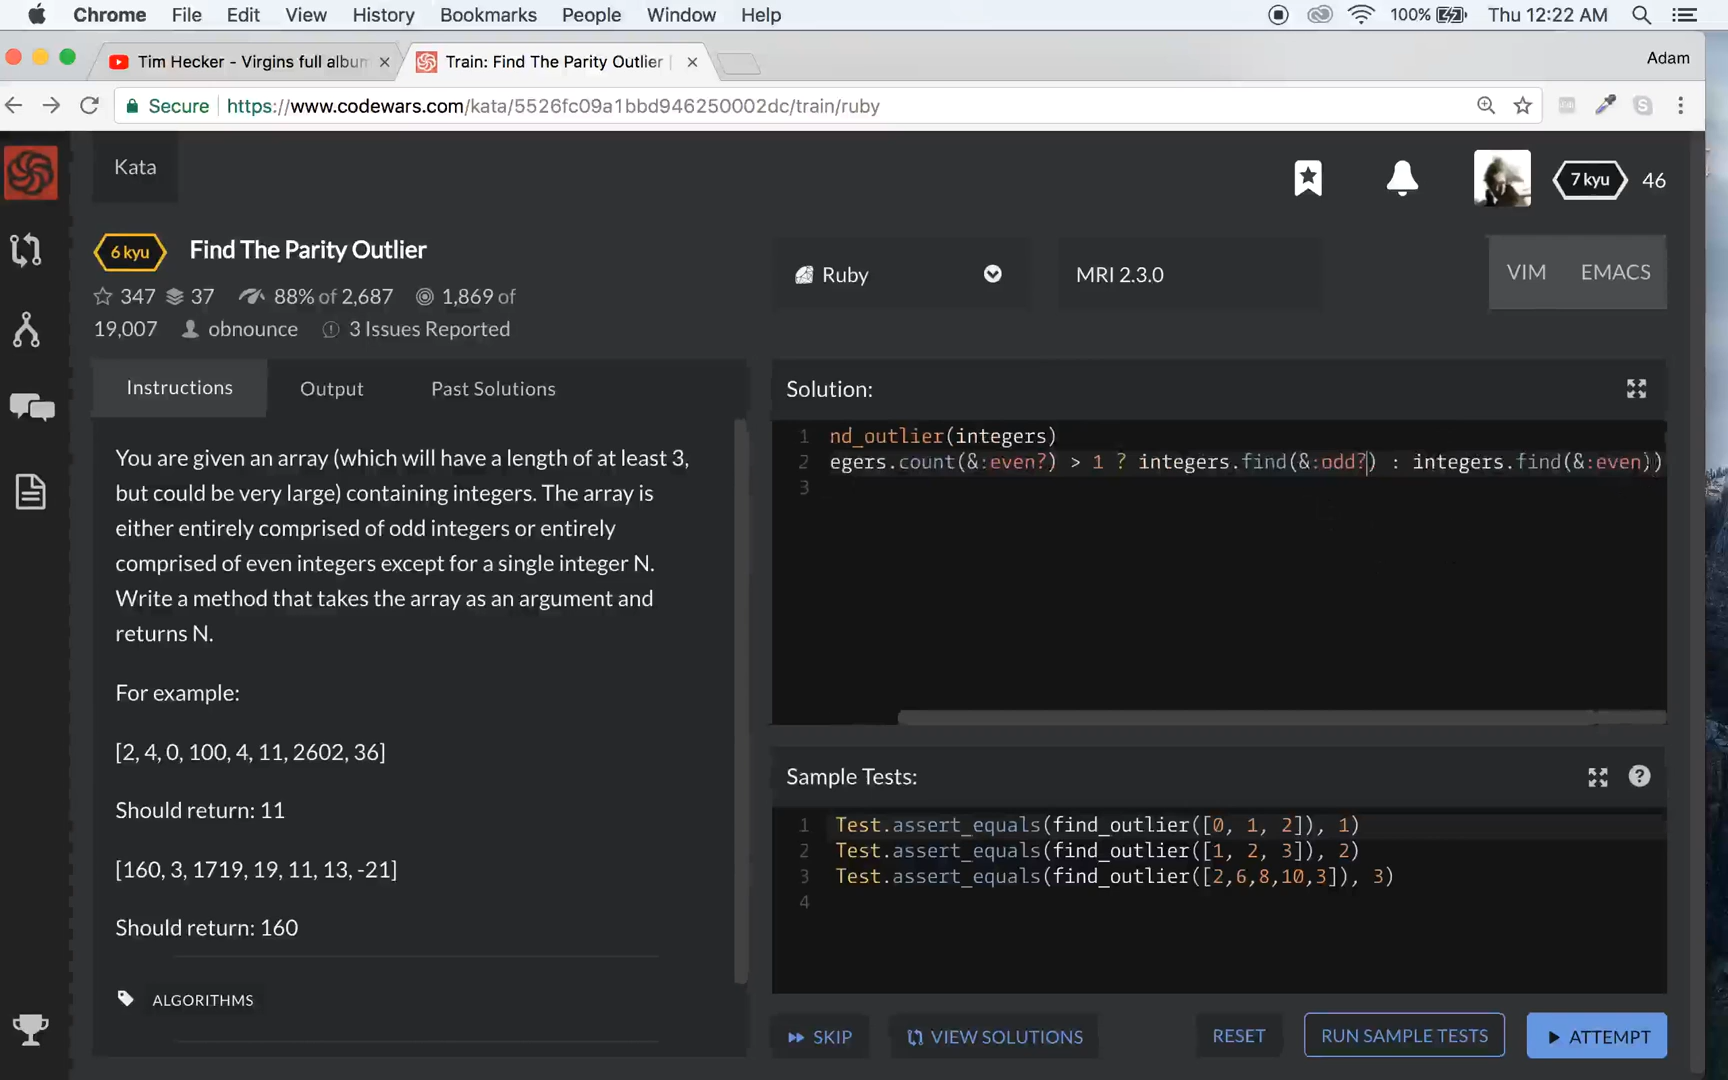 Chrome File Edit View History Bookmarks People Window Help 100% Thu 12:22 AM
Tim Hecker - Virgins full album Train: Find The Parity Outlier | Adam
Secure https://www.codewars.com/kata/5526fc09a1bbd946250002dc/train/ruby
Kata
7 kyu 46
6 kyu Find The Parity Outlier
347 37 88% of 2,687 1,869 of
19,007 obnounce 3 Issues Reported
Ruby MRI 2.3.0 VIM EMACS
Instructions Output Past Solutions
You are given an array (which will have a length of at least 3,
but could be very large) containing integers. The array is
either entirely comprised of odd integers or entirely
comprised of even integers except for a single integer N.
Write a method that takes the array as an argument and
returns N.
For example:
[2, 4, 0, 100, 4, 11, 2602, 36]
Should return: 11
[160, 3, 1719, 19, 11, 13, -21]
Should return: 160
ALGORITHMS
Solution:
1 nd_outlier(integers)
2 egers.count(&:even?) > 1 ? integers.find(&:odd?) : integers.find(&:even))
3
Sample Tests:
1 Test.assert_equals(find_outlier([0, 1, 2]), 1)
2 Test.assert_equals(find_outlier([1, 2, 3]), 2)
3 Test.assert_equals(find_outlier([2,6,8,10,3]), 3)
4
SKIP VIEW SOLUTIONS RESET RUN SAMPLE TESTS ATTEMPT